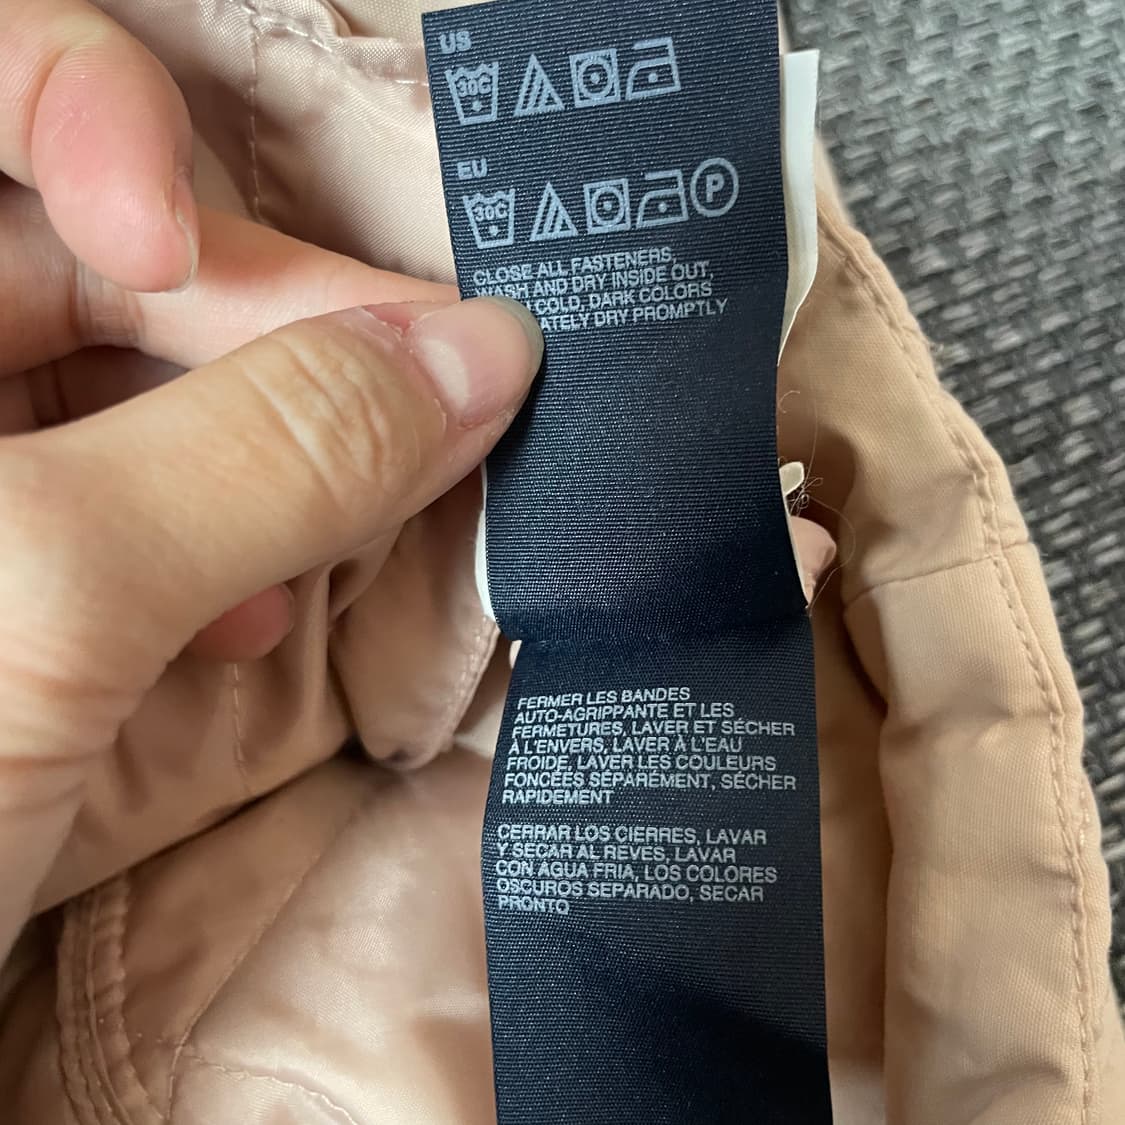 US
30C
EU
30C P
CLOSE ALL FASTENERS,
WASH AND DRY INSIDE OUT,
COLD, DARK COLORS
DRY PROMPTLY
FERMER LES BANDES
AUTO-AGRIPPANTE ET LES
FERMETURES, LAVER ET SÉCHER
À L'ENVERS, LAVER À L'EAU
FROIDE, LAVER LES COULEURS
FONCÉES SÉPARÉMENT, SÉCHER
RAPIDEMENT
CERRAR LOS CIERRES, LAVAR
Y SECAR AL REVES, LAVAR
CON AGUA FRIA, LOS COLORES
OSCUROS SEPARADO, SECAR
PRONTO